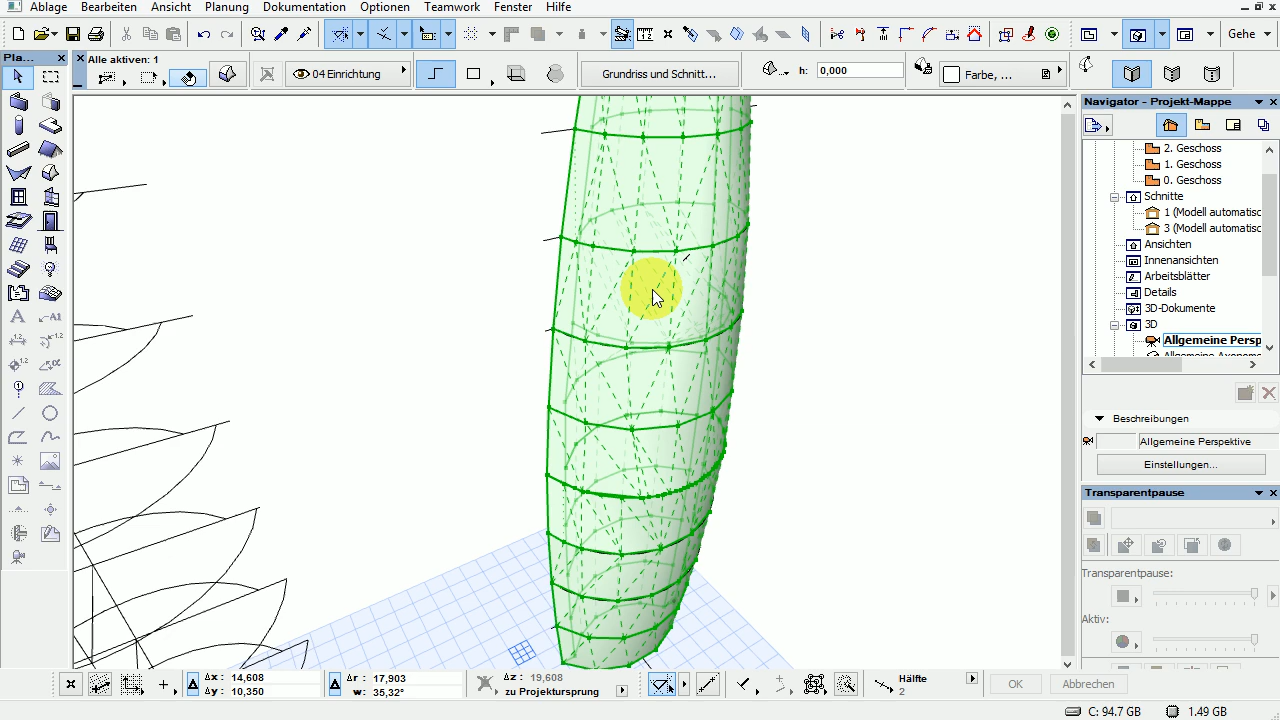 Ablage Bearbeiten Ansicht Planung Dokumentation Optionen Teamwork Fenster Hilfe
Gehe
Pla...
Alle aktiven: 1
04 Einrichtung
Grundriss und Schnitt...
h: 0,000
Farbe, ...
Navigator - Projekt-Mappe
2. Geschoss
1. Geschoss
0. Geschoss
Schnitte
1 (Modell automatisc
3 (Modell automatisc
Ansichten
Innenansichten
Arbeitsblätter
Details
3D-Dokumente
3D
Allgemeine Persp
Beschreibungen
Allgemeine Perspektive
Einstellungen...
Transparentpause
Transparentpause:
Aktiv:
A A1
Δx: 14,608
Δy: 10,350
Δr: 17,903
w: 35,32°
Δz: 19,608
zu Projektursprung
Hälfte
2
OK
Abbrechen
C: 94.7 GB
1.49 GB